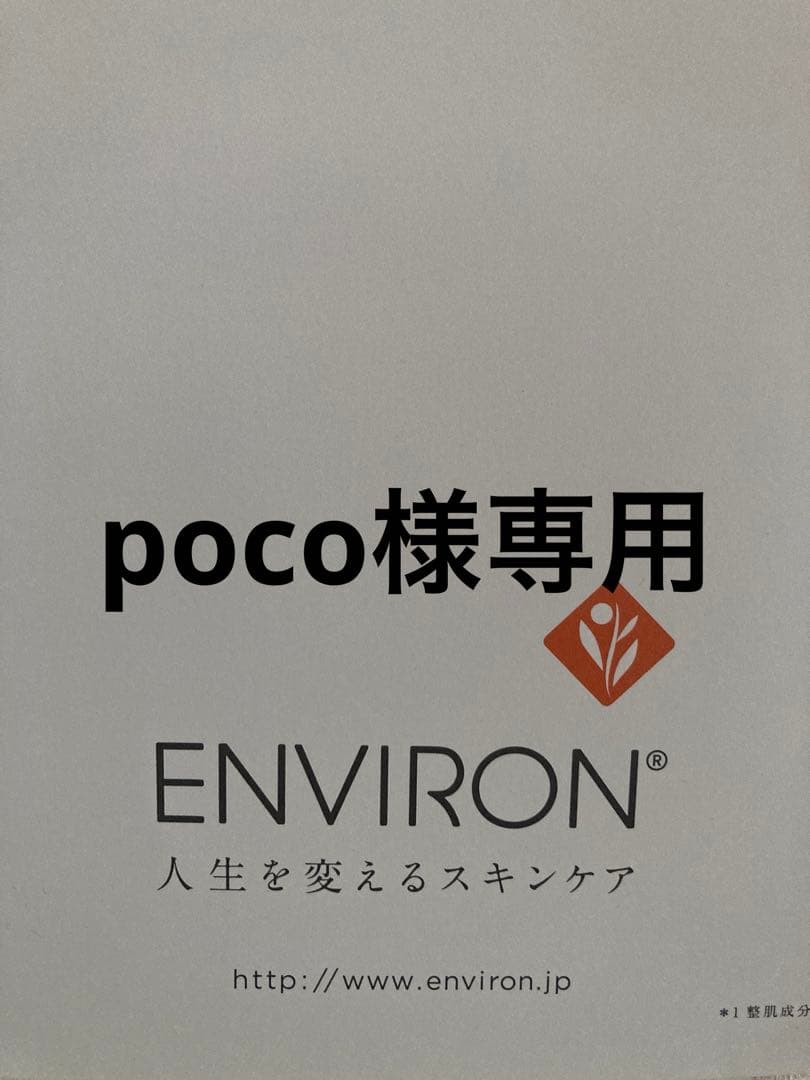 poco様専用
ENVIRON®
人生を変えるスキンケア
http://www.environ.jp
*1 整肌成分